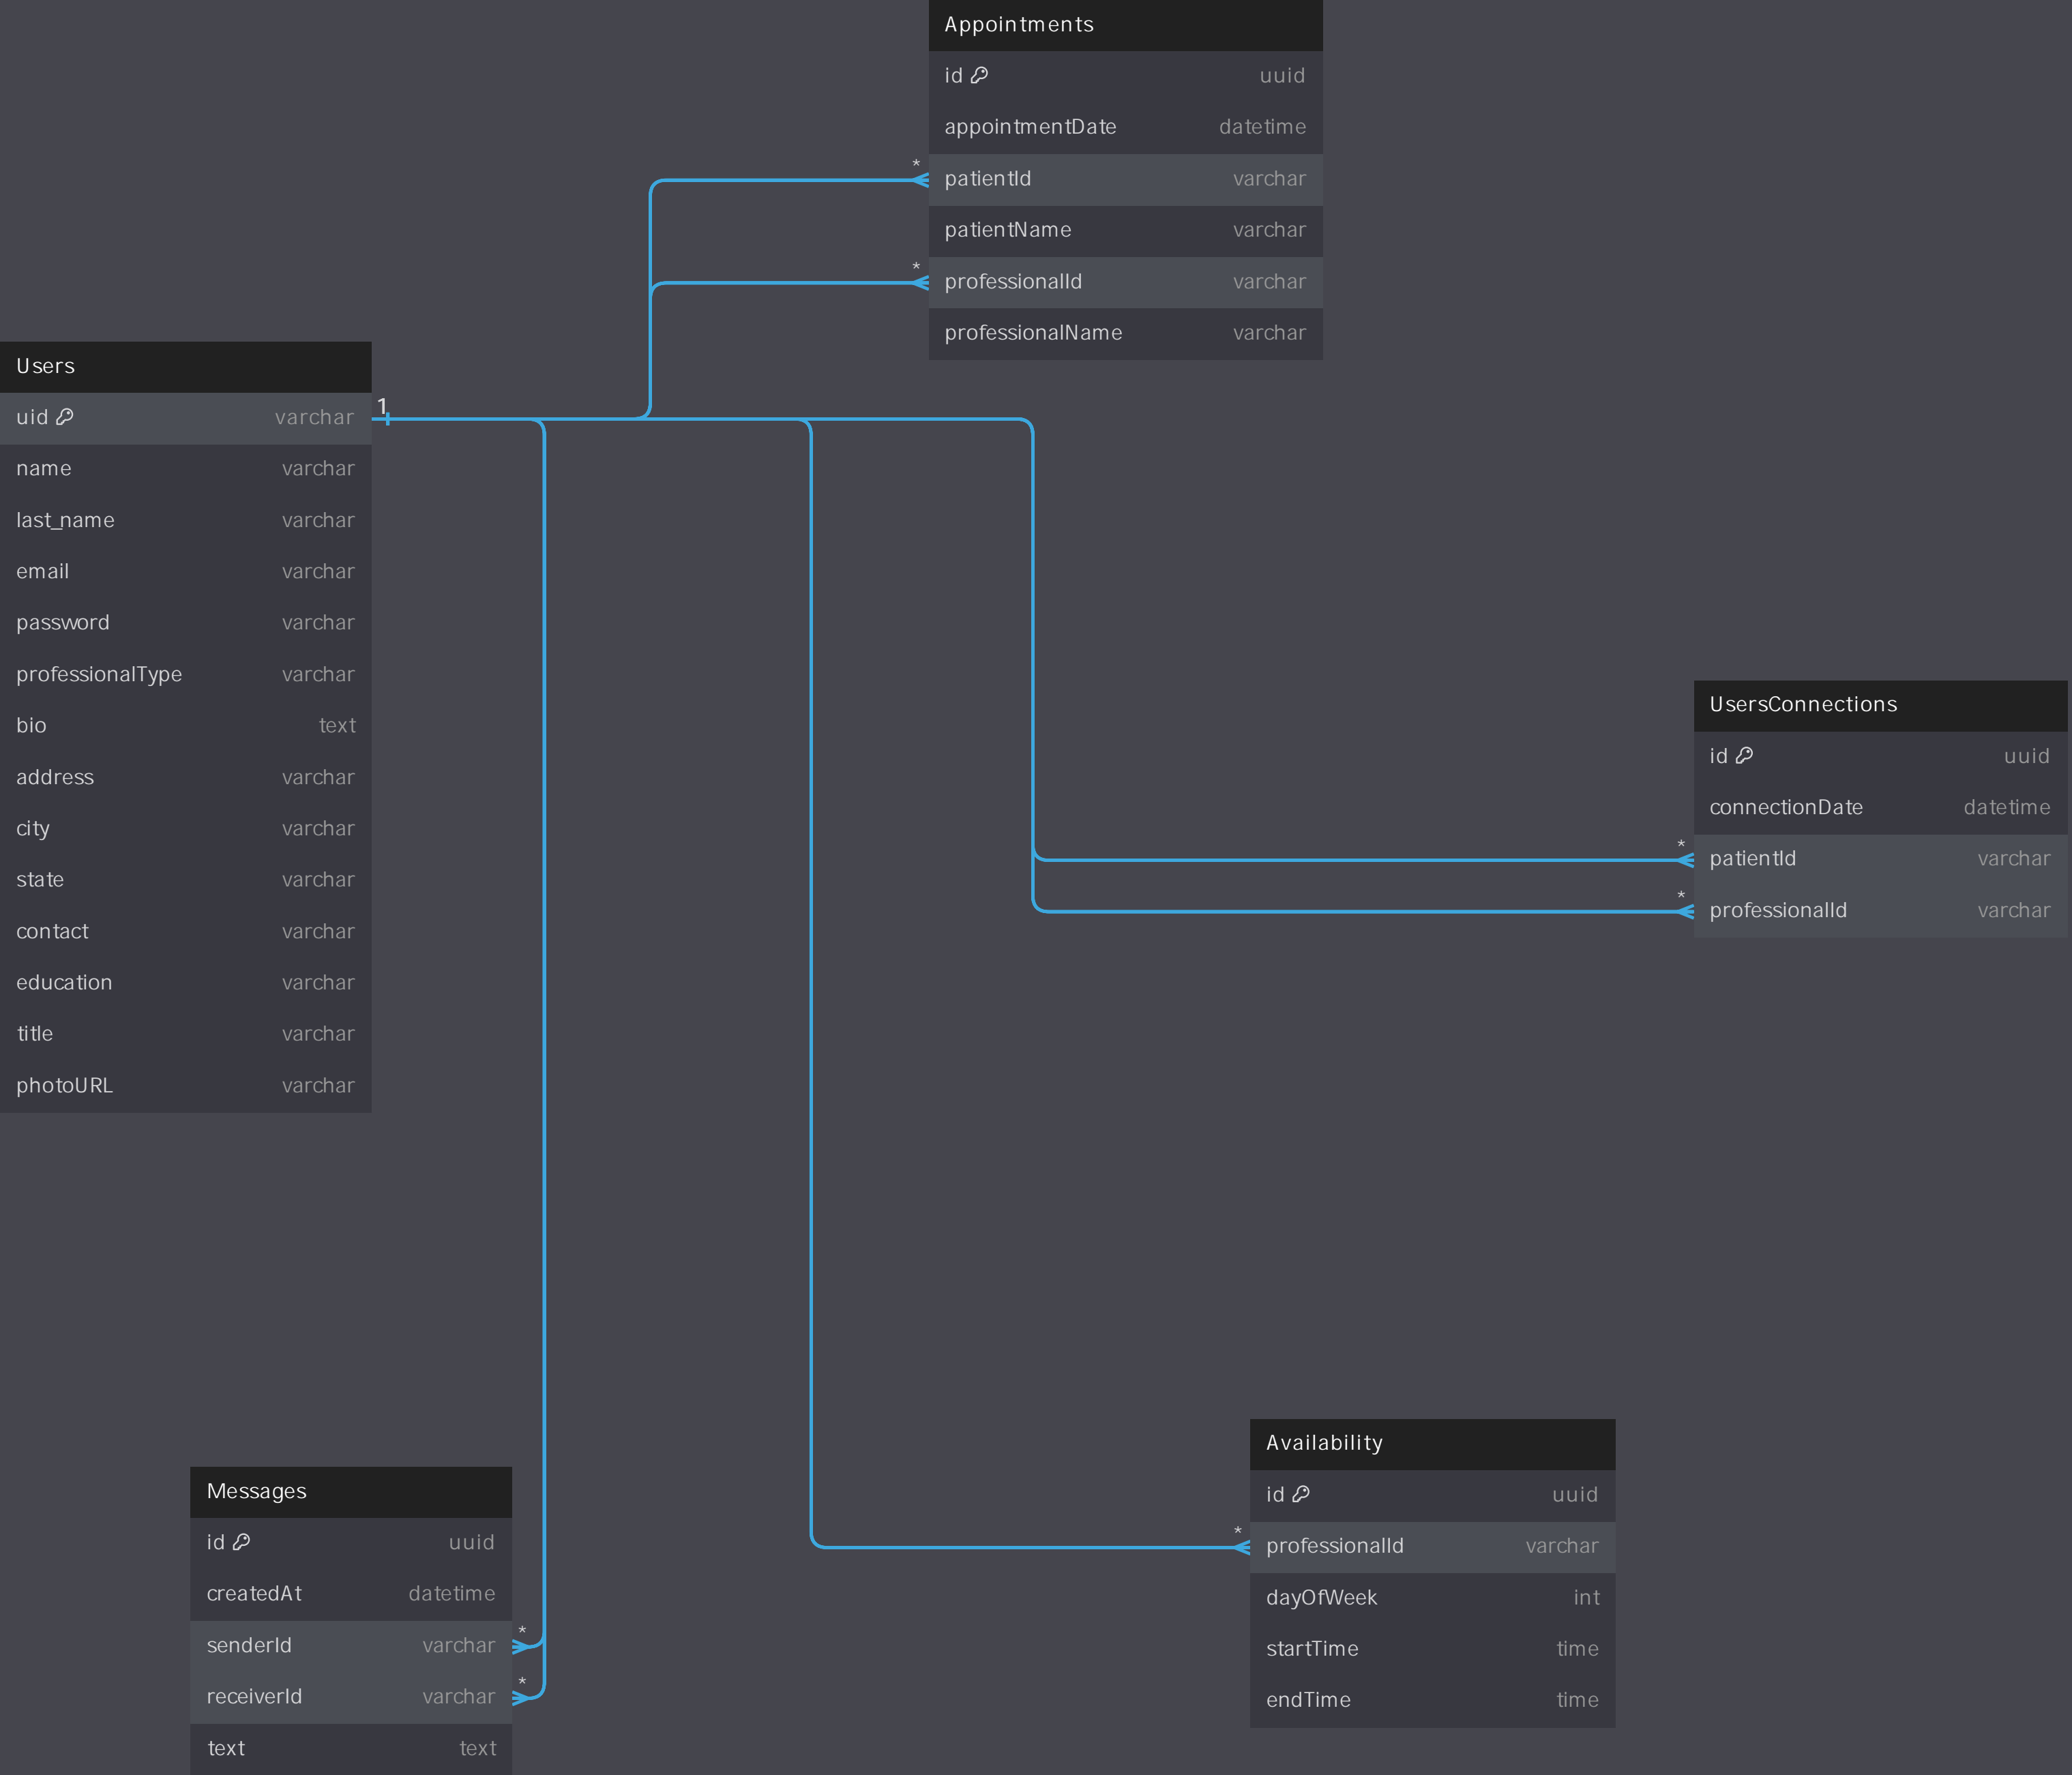 Appointments
id uuid
appointmentDate datetime
* patientId varchar
patientName varchar
* professionalId varchar
professionalName varchar
Users
uid varchar 1
name varchar
last_name varchar
email varchar
password varchar
professionalType varchar
bio text
address varchar
city varchar
state varchar
contact varchar
education varchar
title varchar
photoURL varchar
UsersConnections
id uuid
connectionDate datetime
* patientId varchar
* professionalId varchar
Messages
id uuid
createdAt datetime
senderId varchar *
receiverId varchar *
text text
Availability
id uuid
* professionalId varchar
dayOfWeek int
startTime time
endTime time